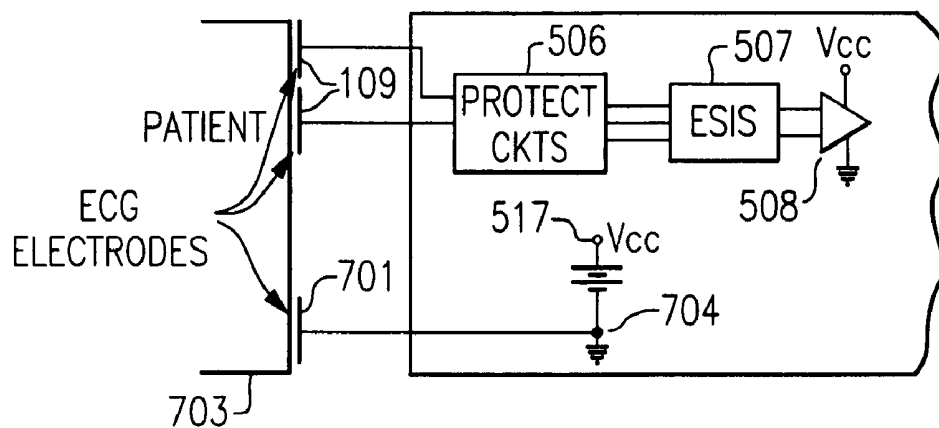 506
507
Vcc
109
PROTECT
CKTS
ESIS
PATIENT
508
ECG
ELECTRODES
517
Vcc
701
704
703